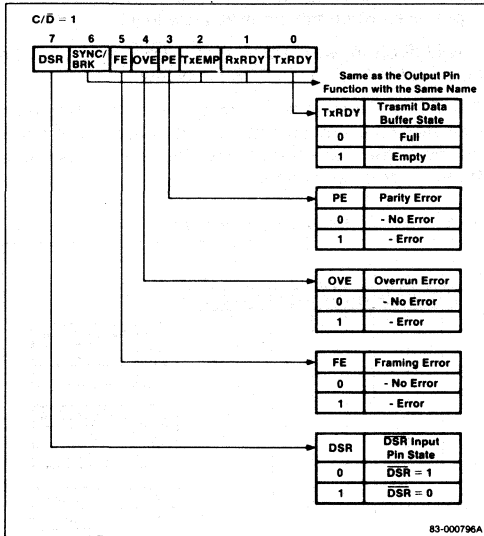 C/D̅ = 1
7 6 5 4 3 2 1 0
DSR SYNC/BRK FE OVE PE TxEMP RxRDY TxRDY
Same as the Output Pin
Function with the Same Name
TxRDY Trasmit Data Buffer State
0 Full
1 Empty
PE Parity Error
0 - No Error
1 - Error
OVE Overrun Error
0 - No Error
1 - Error
FE Framing Error
0 - No Error
1 - Error
DSR D̅S̅R̅ Input Pin State
0 D̅S̅R̅ = 1
1 D̅S̅R̅ = 0
83-000796A